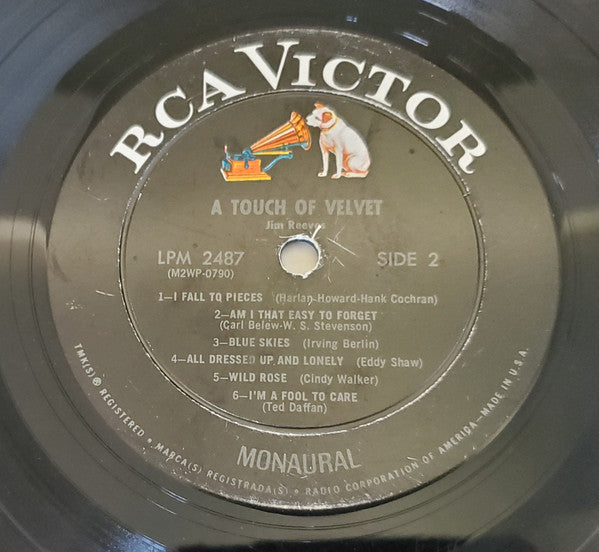 RCA VICTOR
A TOUCH OF VELVET
Jim Reeves
LPM 2487
SIDE 2
(M2WP-0790)
1—I FALL TO PIECES (Harlan-Howard-Hank Cochran)
2—AM I THAT EASY TO FORGET
(Carl Belew-W. S. Stevenson)
3—BLUE SKIES (Irving Berlin)
4—ALL DRESSED UP AND LONELY (Eddy Shaw)
5—WILD ROSE (Cindy Walker)
6—I'M A FOOL TO CARE
(Ted Daffan)
MONAURAL
TMK(S) ® REGISTERED • MARCA(S) REGISTRADA(S) • RADIO CORPORATION OF AMERICA—MADE IN U.S.A.